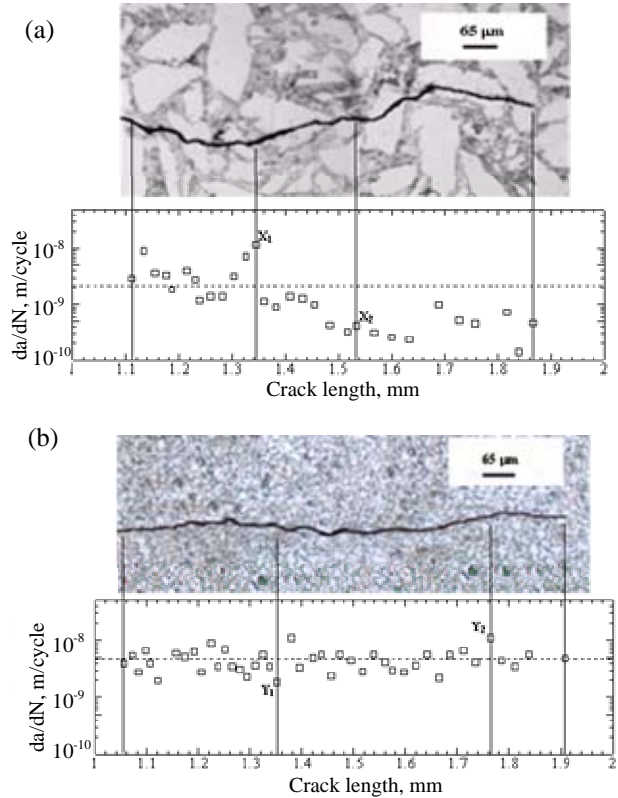 (a)
65 μm
10⁻⁸
10⁻⁹
10⁻¹⁰
da/dN, m/cycle
X₁
X₂
1 1.1 1.2 1.3 1.4 1.5 1.6 1.7 1.8 1.9 2
Crack length, mm
(b)
65 μm
10⁻⁸
10⁻⁹
10⁻¹⁰
da/dN, m/cycle
Y₁
Y₂
1 1.1 1.2 1.3 1.4 1.5 1.6 1.7 1.8 1.9 2
Crack length, mm